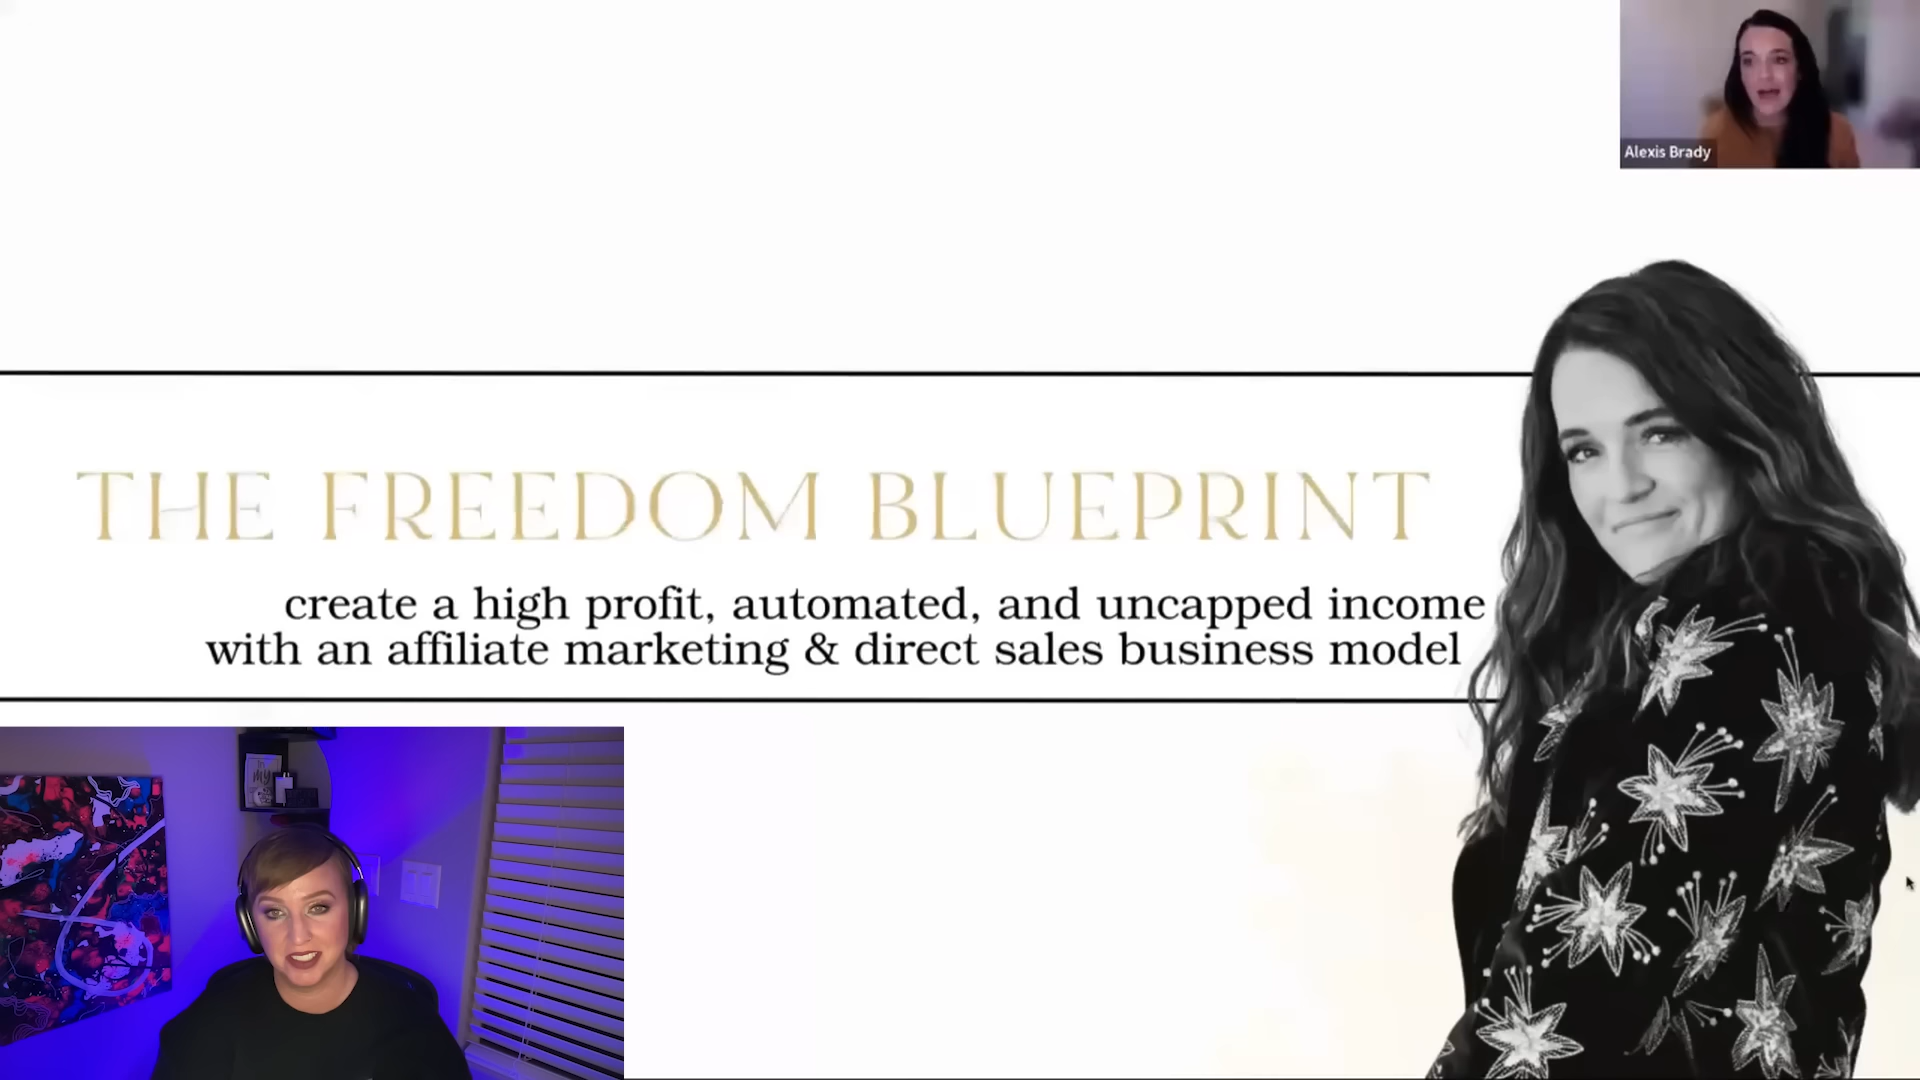 Alexis Brady
THE FREEDOM BLUEPRINT
create a high profit, automated, and uncapped income
with an affiliate marketing & direct sales business model